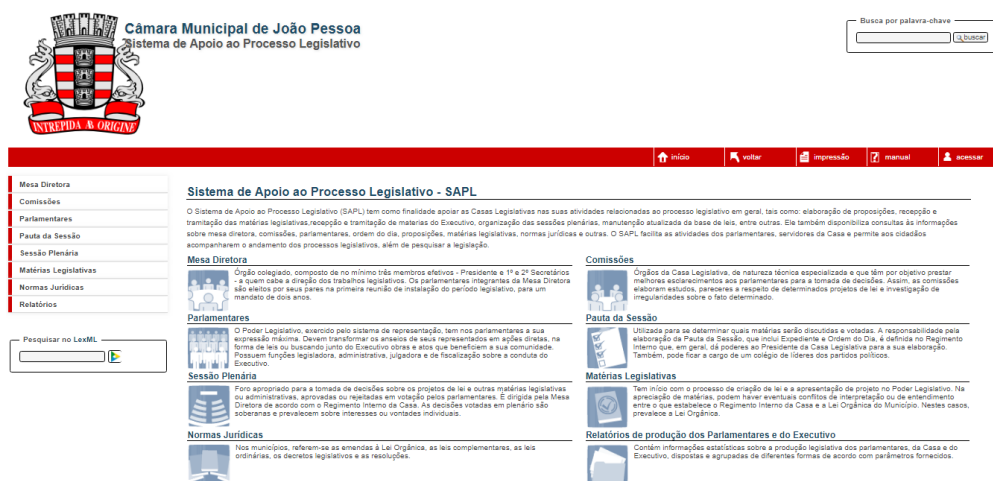 Câmara Municipal de João Pessoa
Sistema de Apoio ao Processo Legislativo
INTREPIDA AB ORIGINE
Busca por palavra-chave
buscar
início
voltar
impressão
manual
acessar
Mesa Diretora
Comissões
Parlamentares
Pauta da Sessão
Sessão Plenária
Matérias Legislativas
Normas Jurídicas
Relatórios
Pesquisar no LexML
Sistema de Apoio ao Processo Legislativo - SAPL
O Sistema de Apoio ao Processo Legislativo (SAPL) tem como finalidade apoiar as Casas Legislativas nas suas atividades relacionadas ao processo legislativo em geral, tais como: elaboração de proposições, recepção e
tramitação das matérias legislativas,recepção e tramitação de materias do Executivo, organização das sessões plenárias, manutenção atualizada da base de leis, entre outras. Ele também disponibiliza consultas às informações
sobre mesa diretora, comissões, parlamentares, ordem do dia, proposições, matérias legislativas, normas jurídicas e outras. O SAPL facilita as atividades dos parlamentares, servidores da Casa e permite aos cidadãos
acompanharem o andamento dos processos legislativos, além de pesquisar a legislação.
Mesa Diretora
Órgão colegiado, composto de no mínimo três membros efetivos - Presidente e 1º e 2º Secretários
- a quem cabe a direção dos trabalhos legislativos. Os parlamentares integrantes da Mesa Diretora
são eleitos por seus pares na primeira reunião de instalação do período legislativo, para um
mandato de dois anos.
Comissões
Órgãos da Casa Legislativa, de natureza técnica especializada e que têm por objetivo prestar
melhores esclarecimentos aos parlamentares para a tomada de decisões. Assim, as comissões
elaboram estudos, pareceres a respeito de determinados projetos de lei e investigação de
irregularidades sobre o fato determinado.
Parlamentares
O Poder Legislativo, exercido pelo sistema de representação, tem nos parlamentares a sua
expressão máxima. Devem transformar os anseios de seus representados em ações diretas, na
forma de leis ou buscando junto do Executivo obras e atos que beneficiem a sua comunidade.
Possuem funções legisladora, administrativa, julgadora e de fiscalização sobre a conduta do
Executivo.
Pauta da Sessão
Utilizada para se determinar quais matérias serão discutidas e votadas. A responsabilidade pela
elaboração da Pauta da Sessão, que inclui Expediente e Ordem do Dia, é definida no Regimento
Interno que, em geral, dá poderes ao Presidente da Casa Legislativa para a sua elaboração.
Também, pode ficar a cargo de um colégio de líderes dos partidos políticos.
Sessão Plenária
Foro apropriado para a tomada de decisões sobre os projetos de lei e outras matérias legislativas
ou administrativas, aprovadas ou rejeitadas em votação pelos parlamentares. É dirigida pela Mesa
Diretora de acordo com o Regimento Interno da Casa. As decisões votadas em plenário são
soberanas e prevalecem sobre interesses ou vontades individuais.
Matérias Legislativas
Tem início com o processo de criação de lei e a apresentação de projeto no Poder Legislativo. Na
apreciação de matérias, podem haver eventuais conflitos de interpretação ou de entendimento
entre o que estabelece o Regimento Interno da Casa e a Lei Orgânica do Município. Nestes casos,
prevalece a Lei Orgânica.
Normas Jurídicas
Nos municípios, referem-se as emendas à Lei Orgânica, as leis complementares, as leis
ordinárias, os decretos legislativos e as resoluções.
Relatórios de produção dos Parlamentares e do Executivo
Contém informações estatísticas sobre a produção legislativa dos parlamentares, da Casa e do
Executivo, dispostas e agrupadas de diferentes formas de acordo com parâmetros fornecidos.